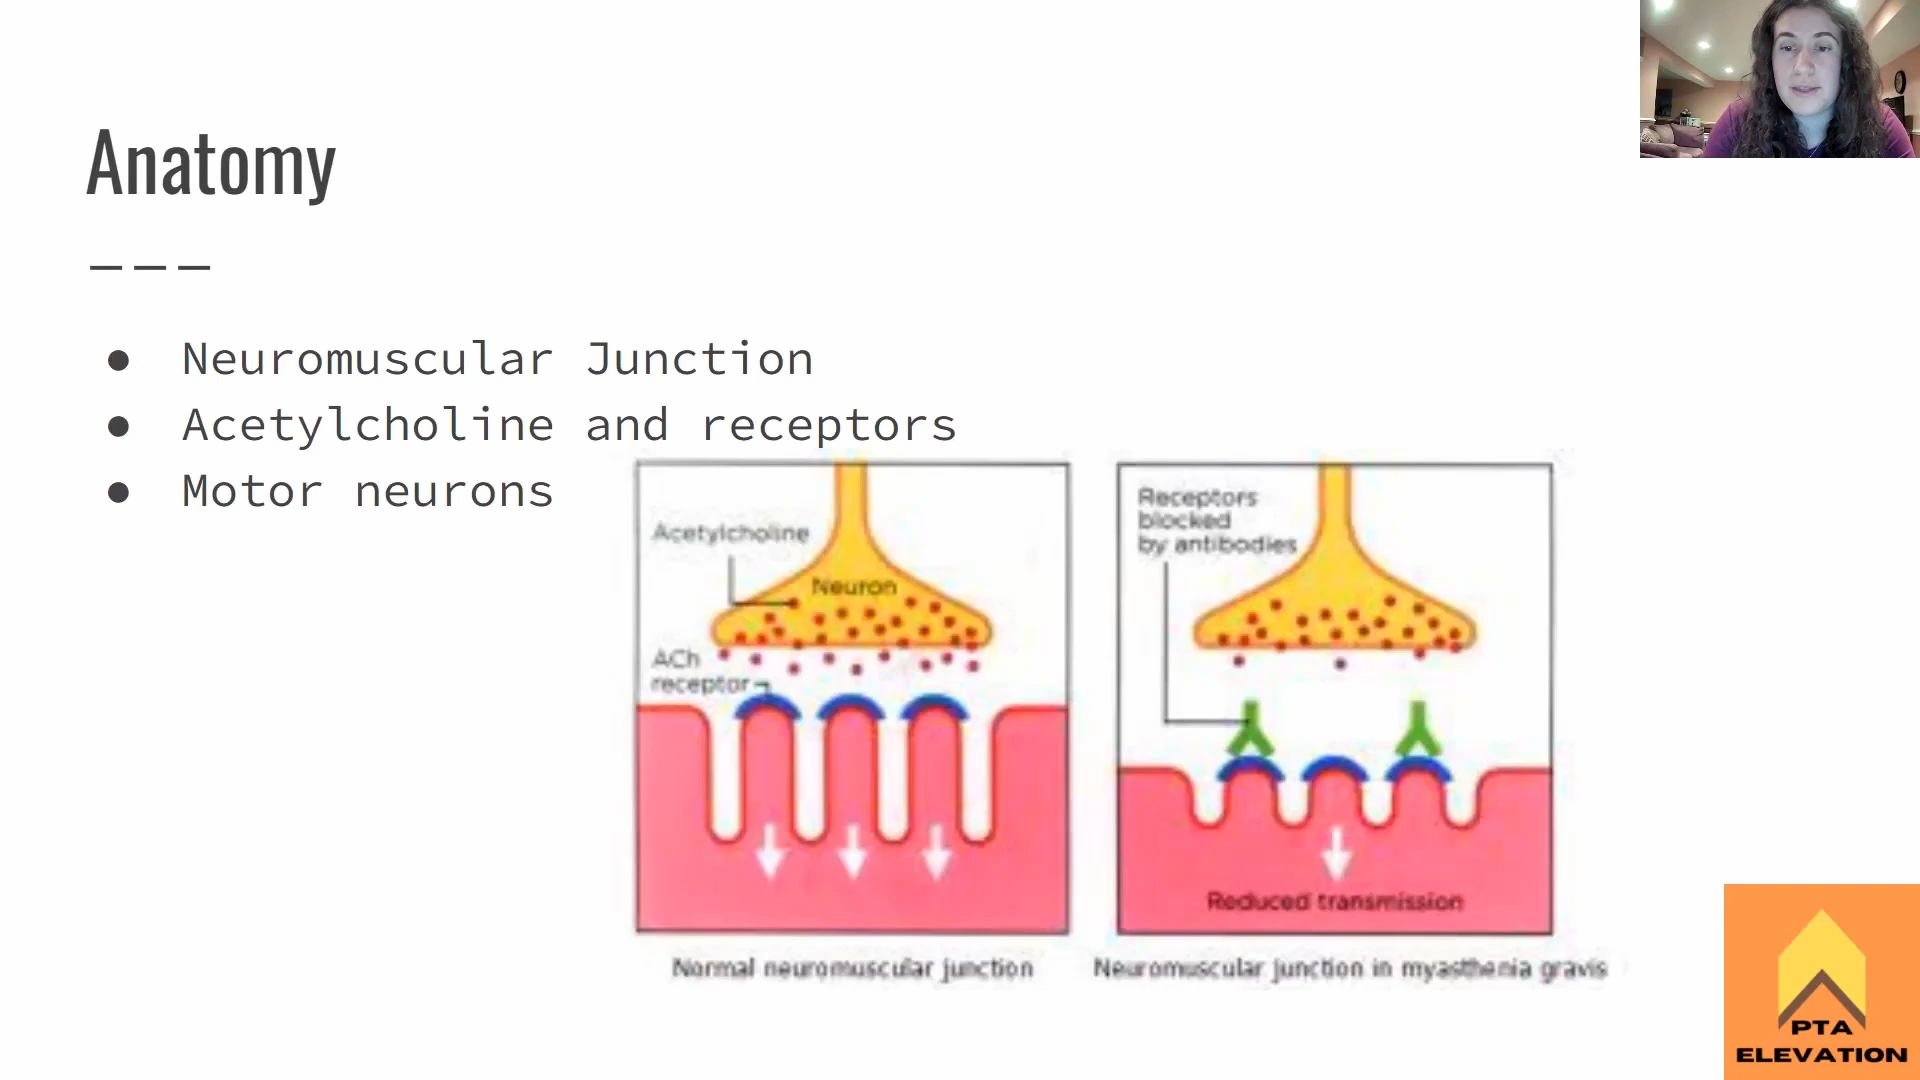 Anatomy
● Neuromuscular Junction
● Acetylcholine and receptors
● Motor neurons
Acetylcholine
Neuron
ACh
receptor
Normal neuromuscular junction
Receptors
blocked
by antibodies
Reduced transmission
Neuromuscular junction in myasthenia gravis
PTA
ELEVATION